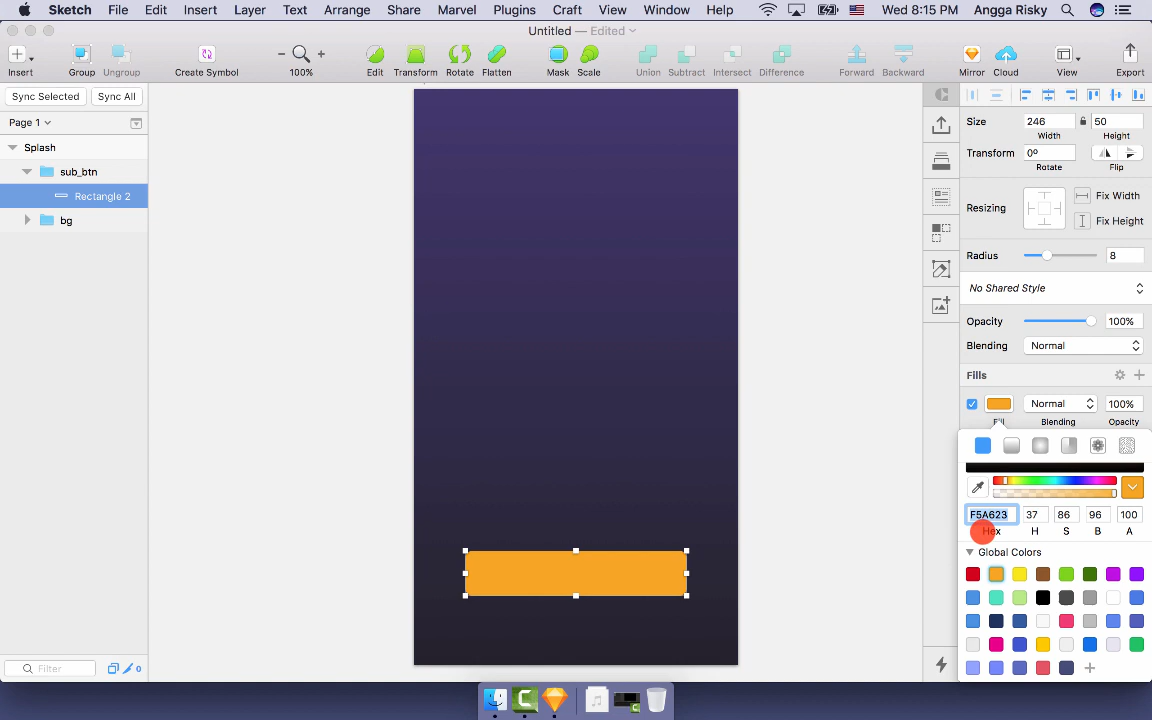 Sketch File Edit Insert Layer Text Arrange Share Marvel Plugins Craft View Window Help Wed 8:15 PM Angga Risky
Untitled — Edited
Insert Group Ungroup Create Symbol 100% Edit Transform Rotate Flatten Mask Scale Union Subtract Intersect Difference Forward Backward Mirror Cloud View Export
Sync Selected Sync All
Page 1
Splash
sub_btn
Rectangle 2
bg
Filter 0
Size 246 50
Width Height
Transform 0º
Rotate Flip
Resizing Fix Width
Fix Height
Radius 8
No Shared Style
Opacity 100%
Blending Normal
Fills
Normal 100%
Fill Blending Opacity
F5A623 37 86 96 100
Hex H S B A
Global Colors